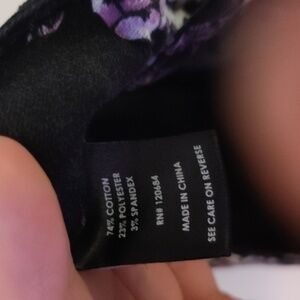 74% COTTON
23% POLYESTER
3% SPANDEX
RN# 120684
MADE IN CHINA
SEE CARE ON REVERSE